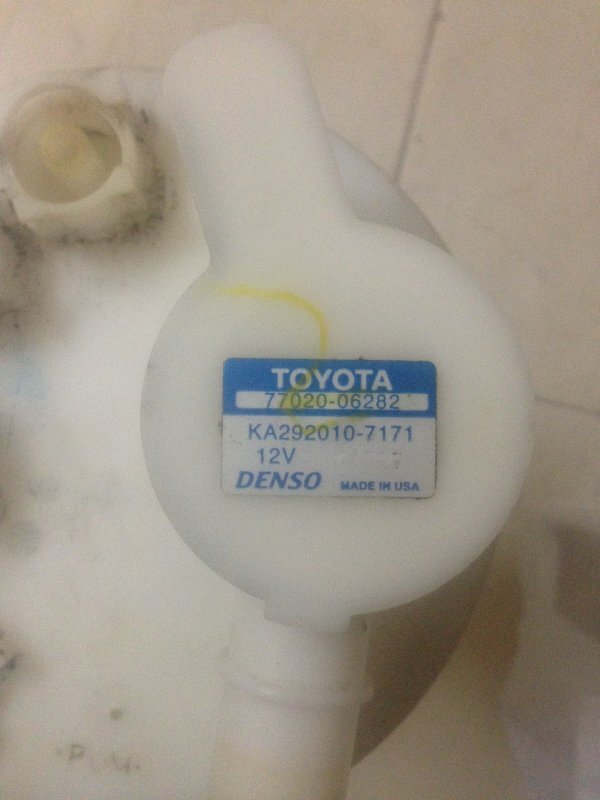 TOYOTA
77020-06282
KA292010-7171
12V
DENSO MADE IN USA